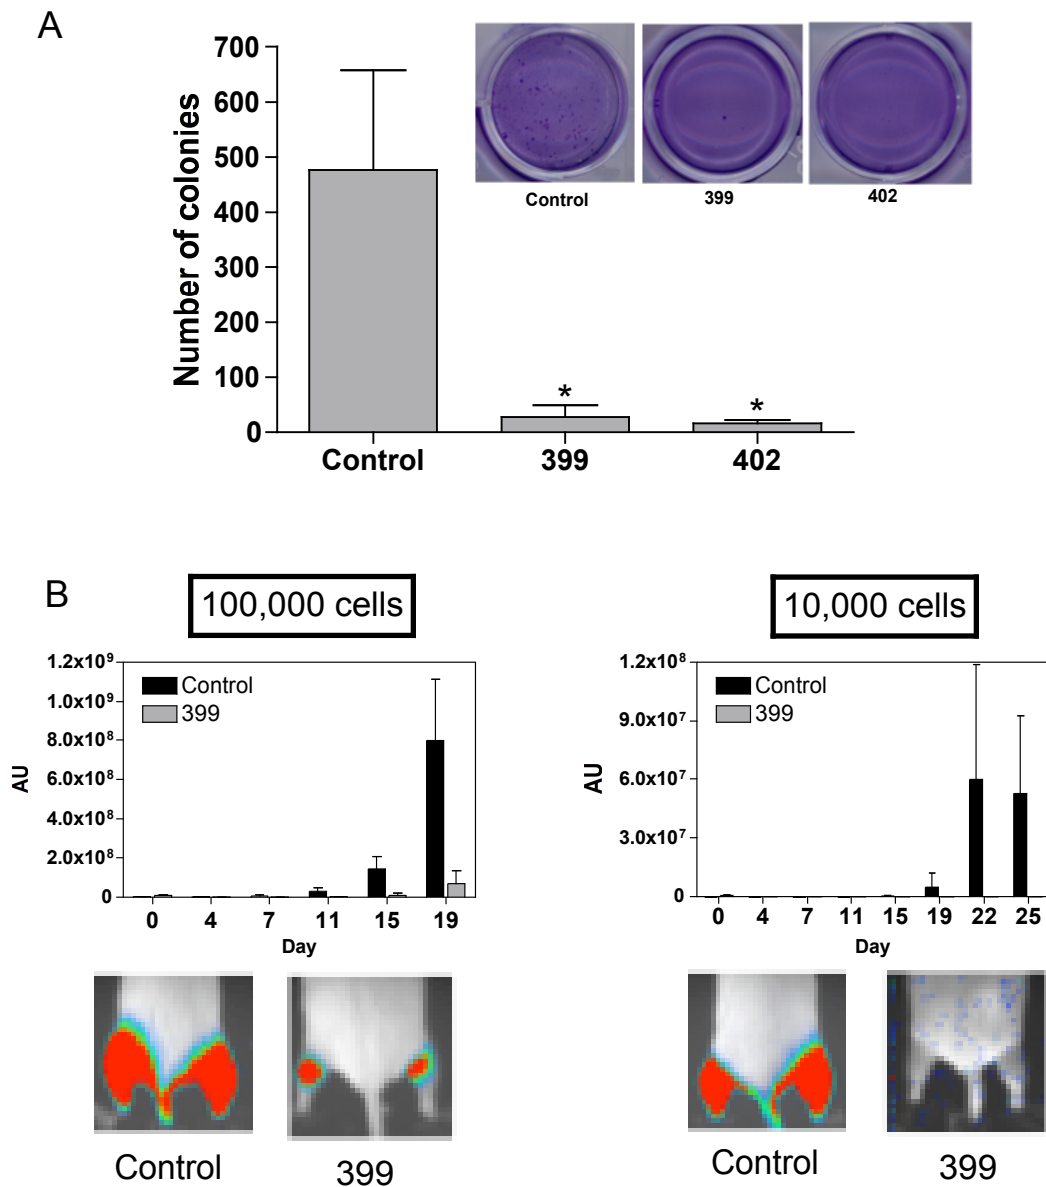 A
700
600
500
400
300
200
100
0
Number of colonies
Control
399
402
*
*
Control
399
402
B
100,000 cells
1.2x10⁹
1.0x10⁹
8.0x10⁸
6.0x10⁸
4.0x10⁸
2.0x10⁸
0
AU
Control
399
0 4 7 11 15 19
Day
Control
399
10,000 cells
1.2x10⁸
9.0x10⁷
6.0x10⁷
3.0x10⁷
0
AU
Control
399
0 4 7 11 15 19 22 25
Day
Control
399